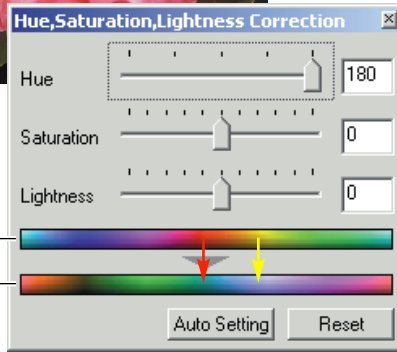 Hue,Saturation,Lightness Correction
Hue
180
Saturation
0
Lightness
0
Auto Setting
Reset